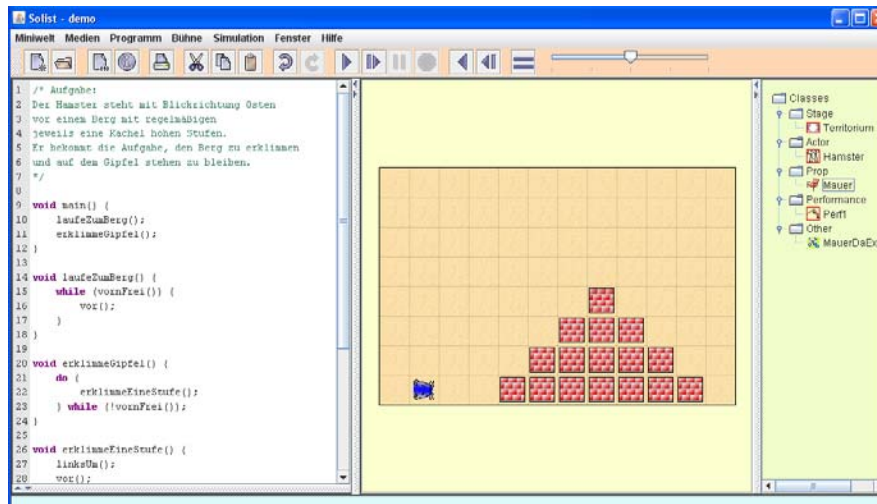 Solist - demo
Miniwelt Medien Programm Bühne Simulation Fenster Hilfe
1 /* Aufgabe:
2 Der Hamster steht mit Blickrichtung Osten
3 vor einem Berg mit regelmäßigen
4 jeweils eine Kachel hohen Stufen.
5 Er bekommt die Aufgabe, den Berg zu erklimmen
6 und auf dem Gipfel stehen zu bleiben.
7 */
8
9 void main() {
10 laufeZumBerg();
11 erklimmeGipfel();
12 }
13
14 void laufeZumBerg() {
15 while (vornFrei()) {
16 vor();
17 }
18 }
19
20 void erklimmeGipfel() {
21 do {
22 erklimmeEineStufe();
23 } while (!vornFrei());
24 }
25
26 void erklimmeEineStufe() {
27 linksUm();
28 vor();
Classes
Stage
Territorium
Actor
Hamster
Prop
Mauer
Performance
Perf1
Other
MauerDaEx